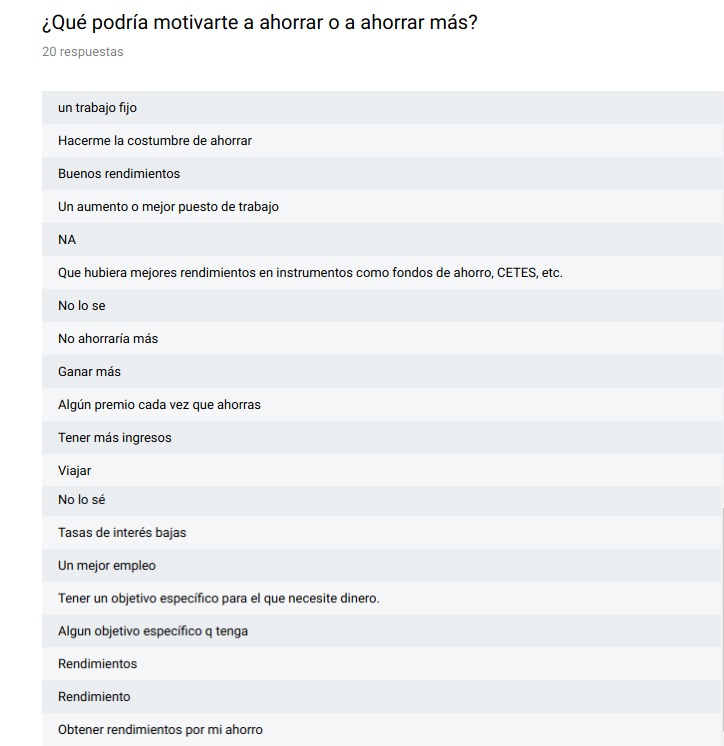 ¿Qué podría motivarte a ahorrar o a ahorrar más?
20 respuestas
un trabajo fijo
Hacerme la costumbre de ahorrar
Buenos rendimientos
Un aumento o mejor puesto de trabajo
NA
Que hubiera mejores rendimientos en instrumentos como fondos de ahorro, CETES, etc.
No lo se
No ahorraría más
Ganar más
Algún premio cada vez que ahorras
Tener más ingresos
Viajar
No lo sé
Tasas de interés bajas
Un mejor empleo
Tener un objetivo específico para el que necesite dinero.
Algun objetivo específico q tenga
Rendimientos
Rendimiento
Obtener rendimientos por mi ahorro